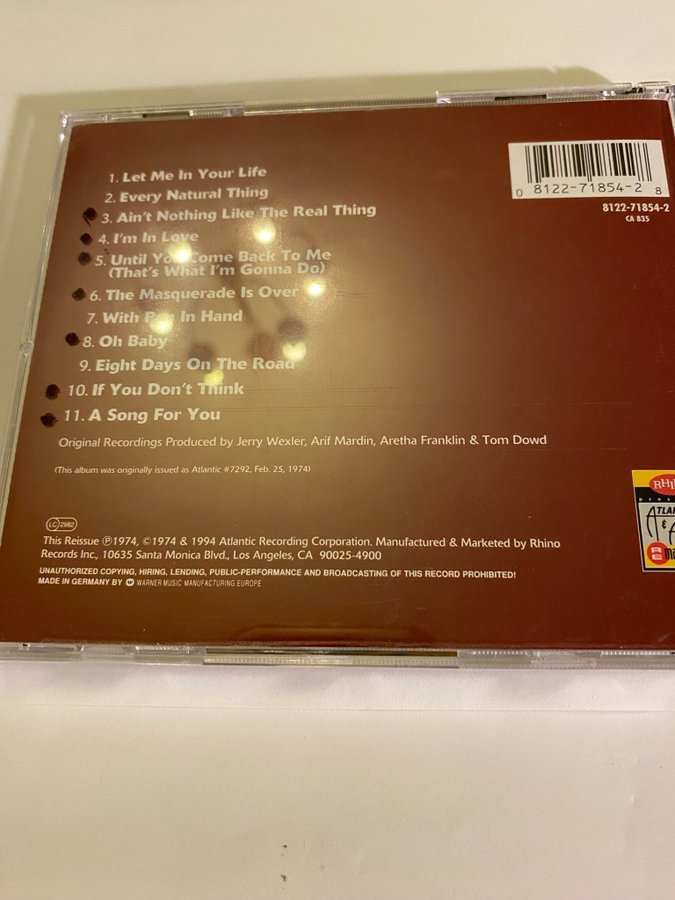 1. Let Me In Your Life
2. Every Natural Thing
3. Ain't Nothing Like The Real Thing
4. I'm In Love
5. Until You Come Back To Me
(That's What I'm Gonna Do)
6. The Masquerade Is Over
7. With Pen In Hand
8. Oh Baby
9. Eight Days On The Road
10. If You Don't Think
11. A Song For You
Original Recordings Produced by Jerry Wexler, Arif Mardin, Aretha Franklin & Tom Dowd
(This album was originally issued as Atlantic #7292, Feb. 25, 1974)
LC 2982
This Reissue ℗1974, ©1974 & 1994 Atlantic Recording Corporation. Manufactured & Marketed by Rhino
Records Inc., 10635 Santa Monica Blvd., Los Angeles, CA 90025-4900
UNAUTHORIZED COPYING, HIRING, LENDING, PUBLIC-PERFORMANCE AND BROADCASTING OF THIS RECORD PROHIBITED!
MADE IN GERMANY BY WARNER MUSIC MANUFACTURING EUROPE
0 8122-71854-2 8
8122-71854-2
CA 835